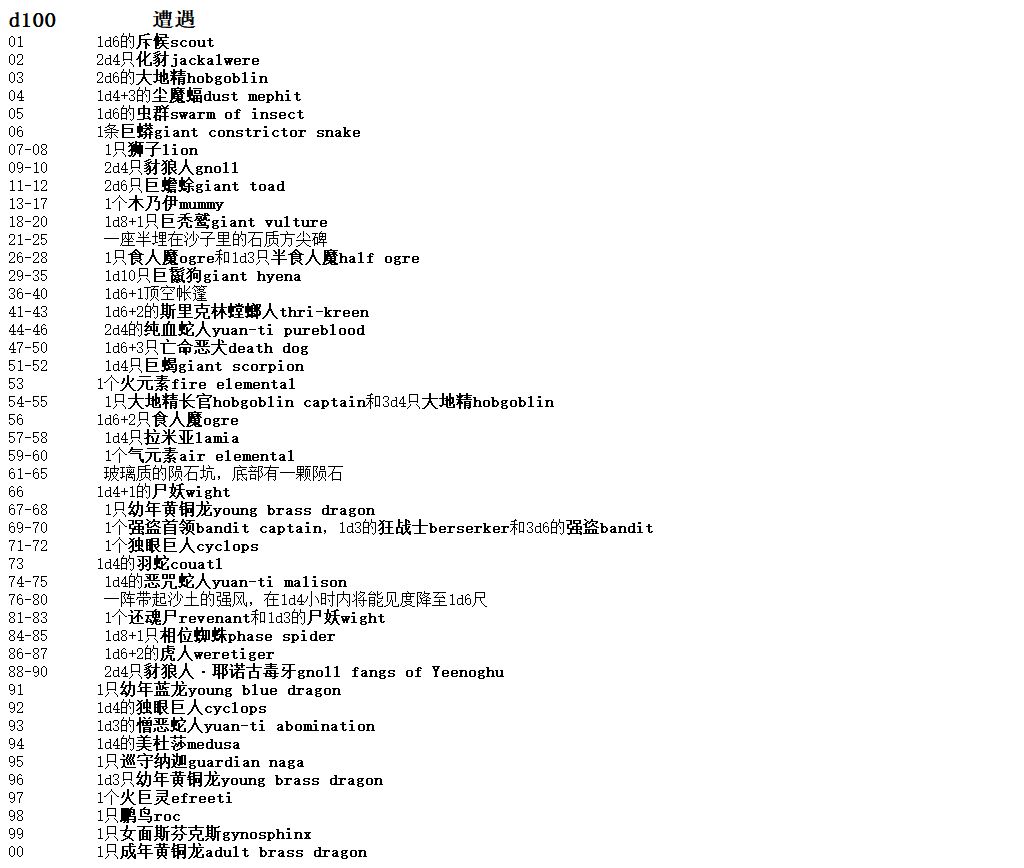 d100 遭遇
01 1d6的斥候scout
02 2d4只化豺jackalwere
03 2d6的大地精hobgoblin
04 1d4+3的尘魔蝠dust mephit
05 1d6的虫群swarm of insect
06 1条巨蟒giant constrictor snake
07-08 1只狮子lion
09-10 2d4只豺狼人gnoll
11-12 2d6只巨蟾蜍giant toad
13-17 1个木乃伊mummy
18-20 1d8+1只巨秃鹫giant vulture
21-25 一座半埋在沙子里的石质方尖碑
26-28 1只食人魔ogre和1d3只半食人魔half ogre
29-35 1d10只巨鬣狗giant hyena
36-40 1d6+1顶空帐篷
41-43 1d6+2的斯里克林螳螂人thri-kreen
44-46 2d4的纯血蛇人yuan-ti pureblood
47-50 1d6+3只亡命恶犬death dog
51-52 1d4只巨蝎giant scorpion
53 1个火元素fire elemental
54-55 1只大地精长官hobgoblin captain和3d4只大地精hobgoblin
56 1d6+2只食人魔ogre
57-58 1d4只拉米亚lamia
59-60 1个气元素air elemental
61-65 玻璃质的陨石坑，底部有一颗陨石
66 1d4+1的尸妖wight
67-68 1只幼年黄铜龙young brass dragon
69-70 1个强盗首领bandit captain，1d3的狂战士berserker和3d6的强盗bandit
71-72 1个独眼巨人cyclops
73 1d4的羽蛇couatl
74-75 1d4的恶咒蛇人yuan-ti malison
76-80 一阵带起沙土的强风，在1d4小时内将能见度降至1d6尺
81-83 1个还魂尸revenant和1d3的尸妖wight
84-85 1d8+1只相位蜘蛛phase spider
86-87 1d6+2的虎人weretiger
88-90 2d4只豺狼人·耶诺古毒牙gnoll fangs of Yeenoghu
91 1只幼年蓝龙young blue dragon
92 1d4的独眼巨人cyclops
93 1d3的憎恶蛇人yuan-ti abomination
94 1d4的美杜莎medusa
95 1只巡守纳迦guardian naga
96 1d3只幼年黄铜龙young brass dragon
97 1个火巨灵efreeti
98 1只鹏鸟roc
99 1只女面斯芬克斯gynosphinx
00 1只成年黄铜龙adult brass dragon